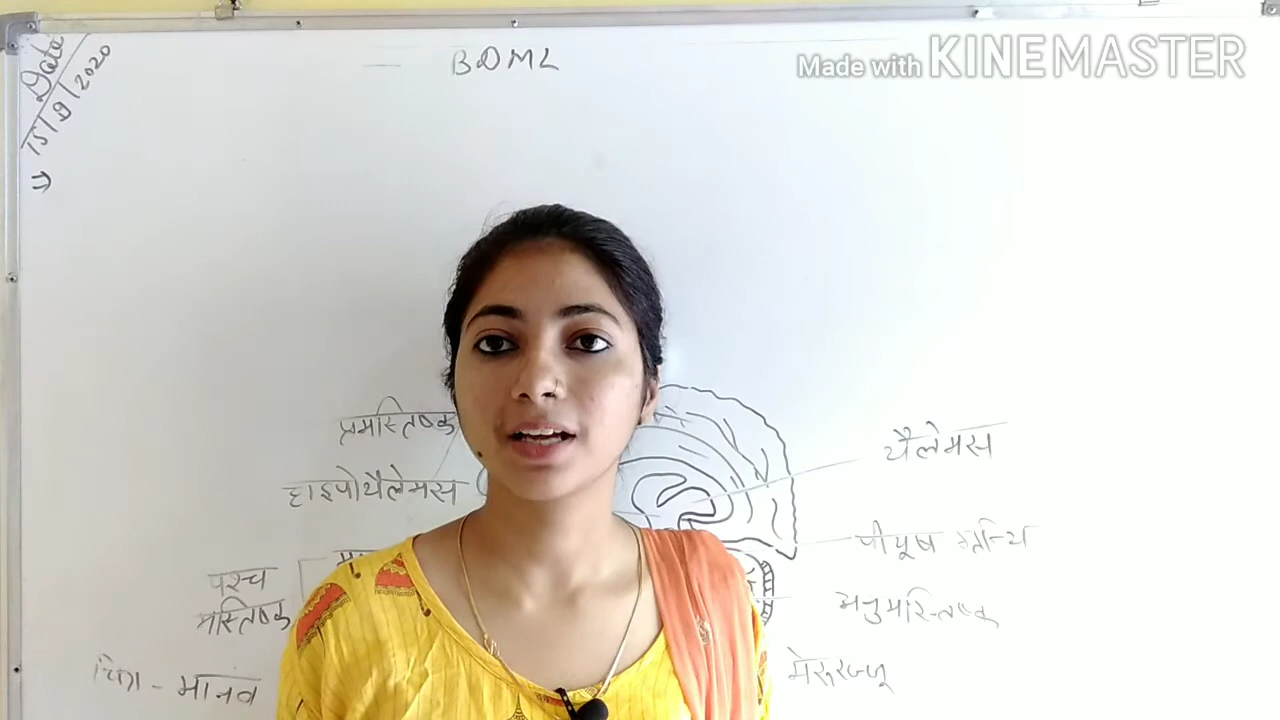 Date
15/9/2020
BDML
Made with KINEMASTER
प्रमस्तिष्क
थैलेमस
हाइपोथैलेमस
पीयूष ग्रन्थि
पश्च
मस्तिष्क
अनुमस्तिष्क
चित्र - मानव
मेरूरज्जू